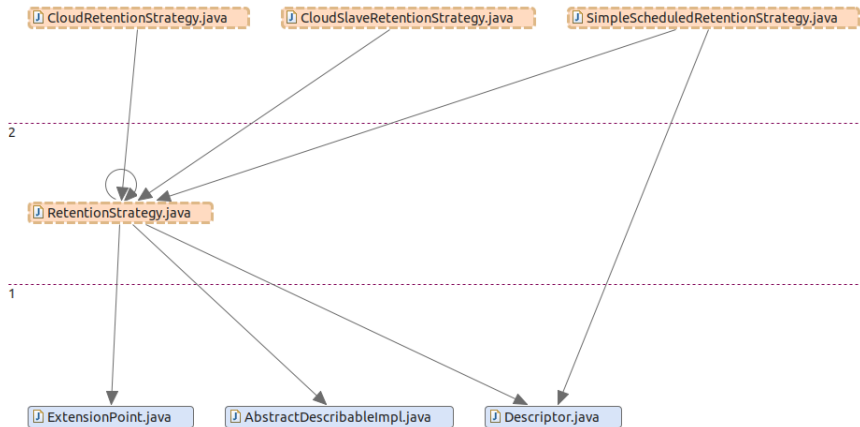 CloudRetentionStrategy.java
CloudSlaveRetentionStrategy.java
SimpleScheduledRetentionStrategy.java
2
RetentionStrategy.java
1
ExtensionPoint.java
AbstractDescribableImpl.java
Descriptor.java